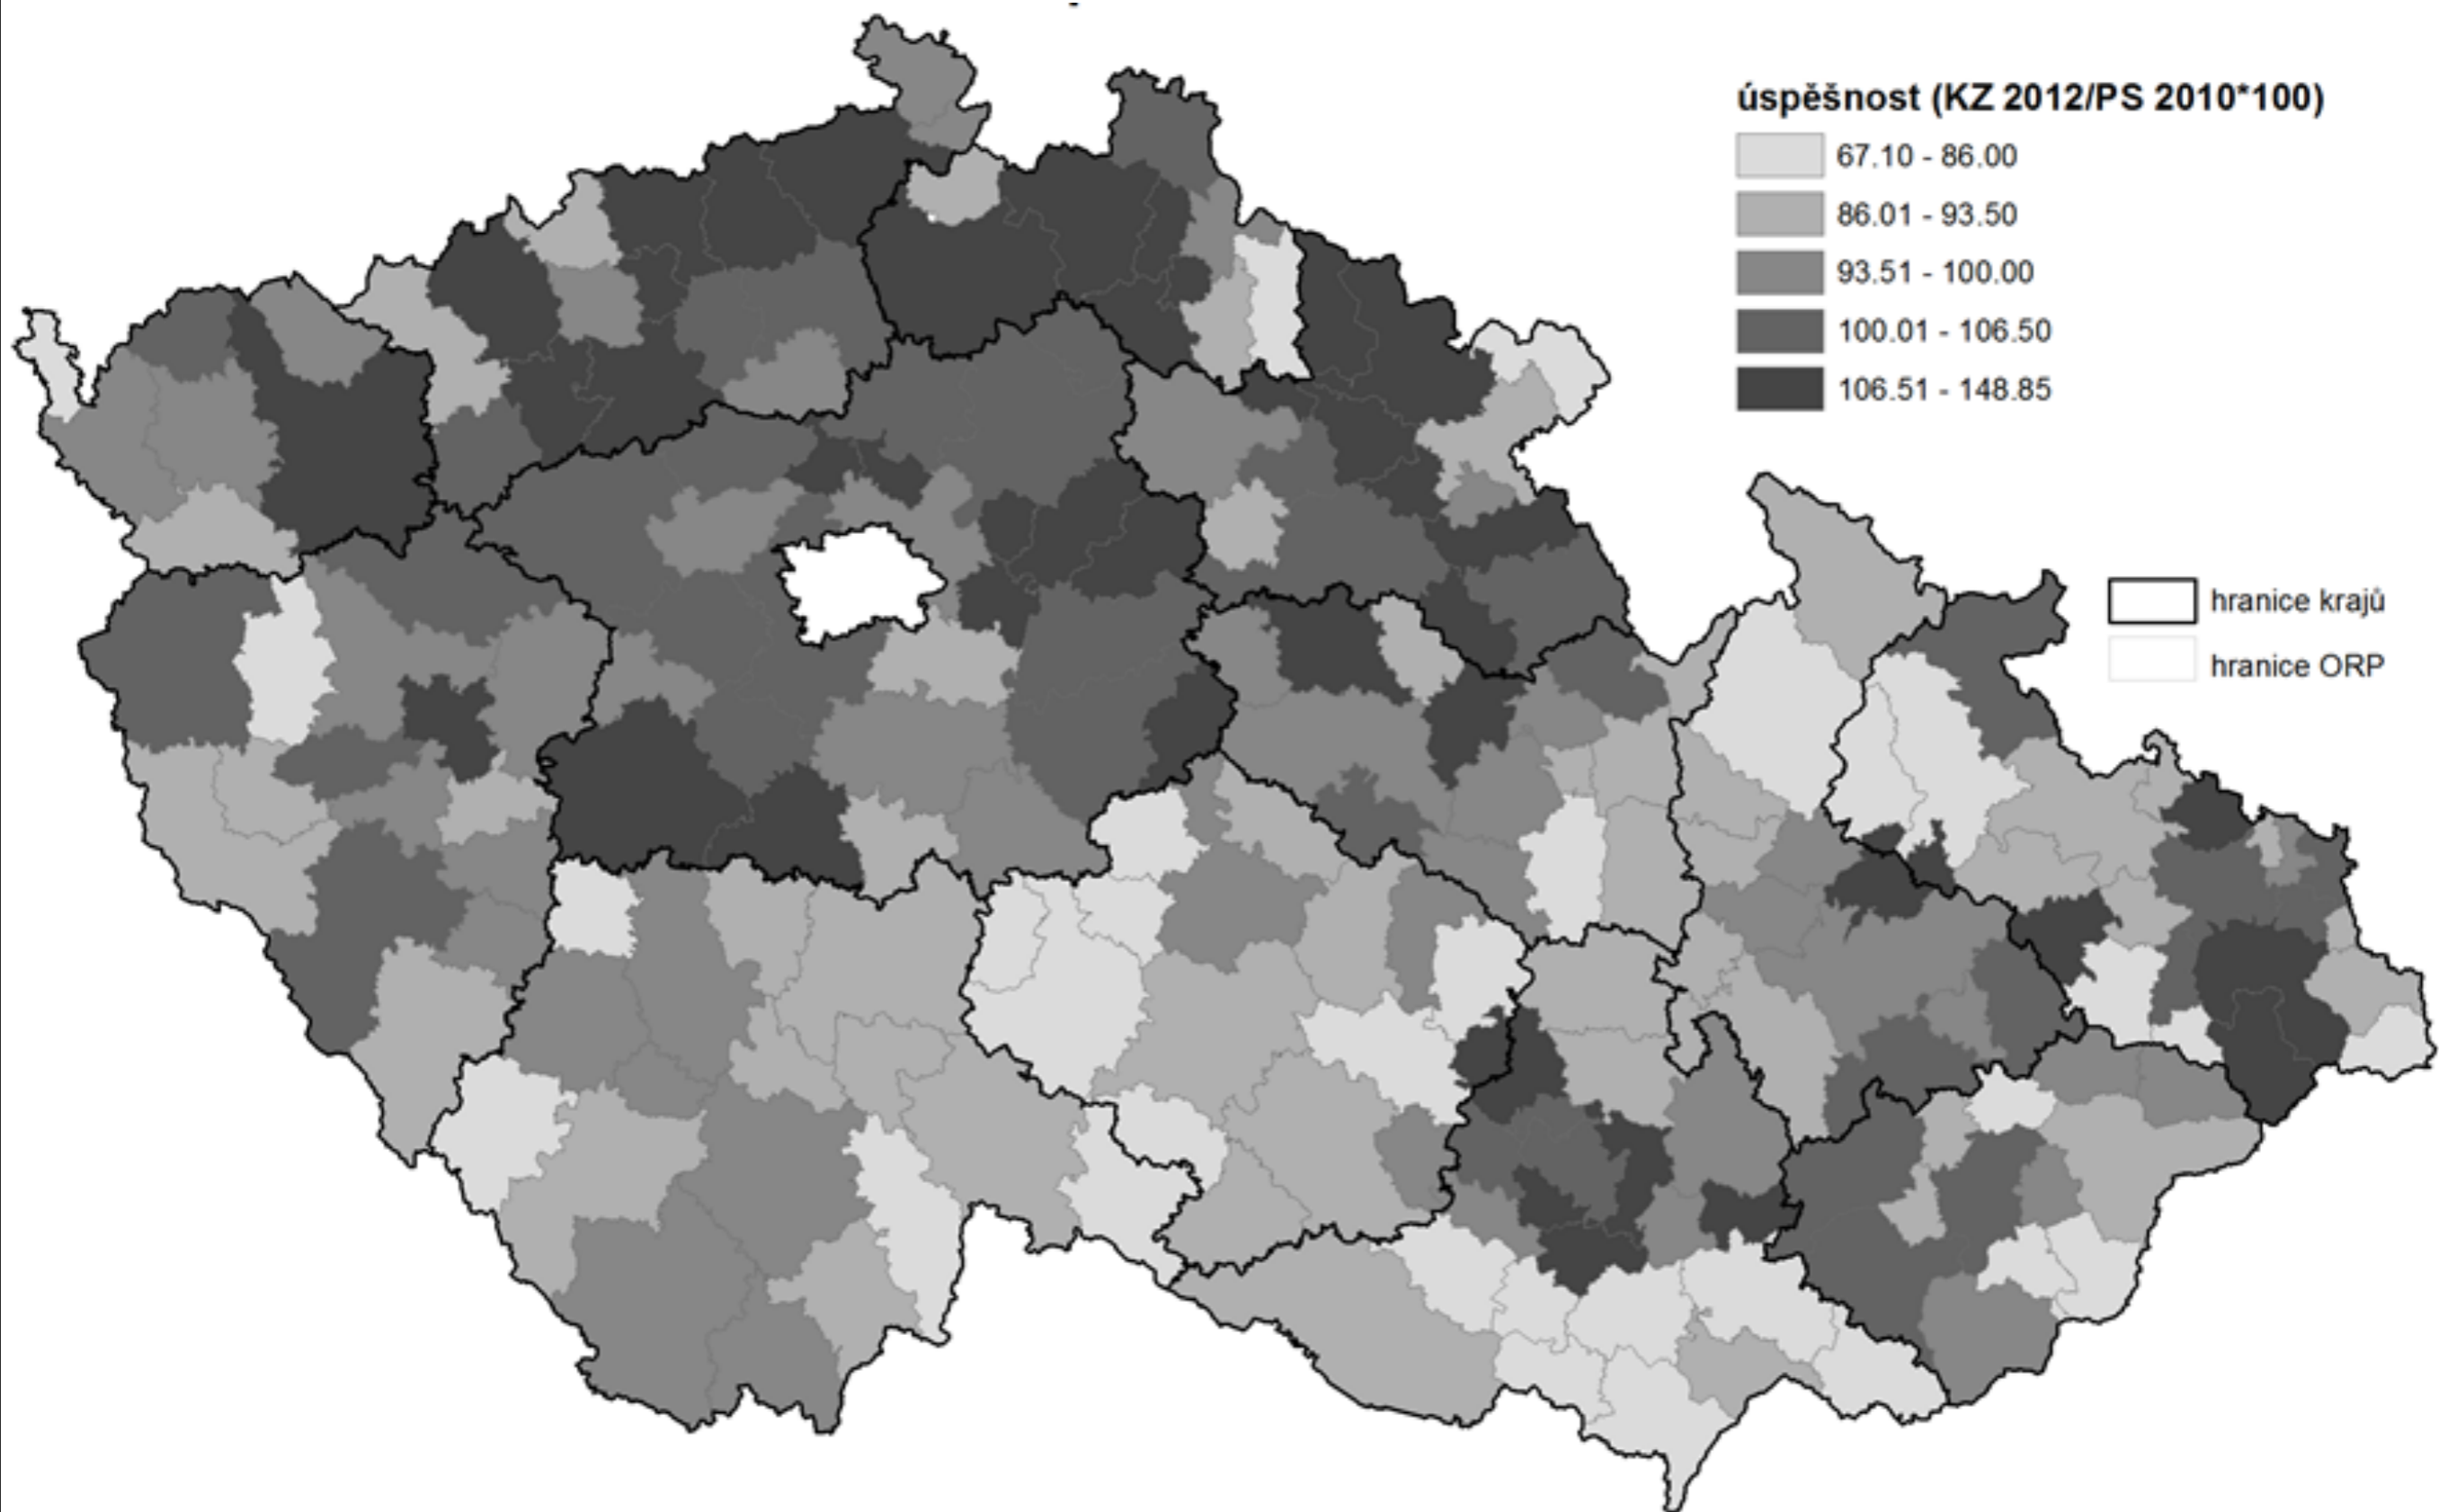 úspěšnost (KZ 2012/PS 2010*100)
67.10 - 86.00
86.01 - 93.50
93.51 - 100.00
100.01 - 106.50
106.51 - 148.85
hranice krajů
hranice ORP